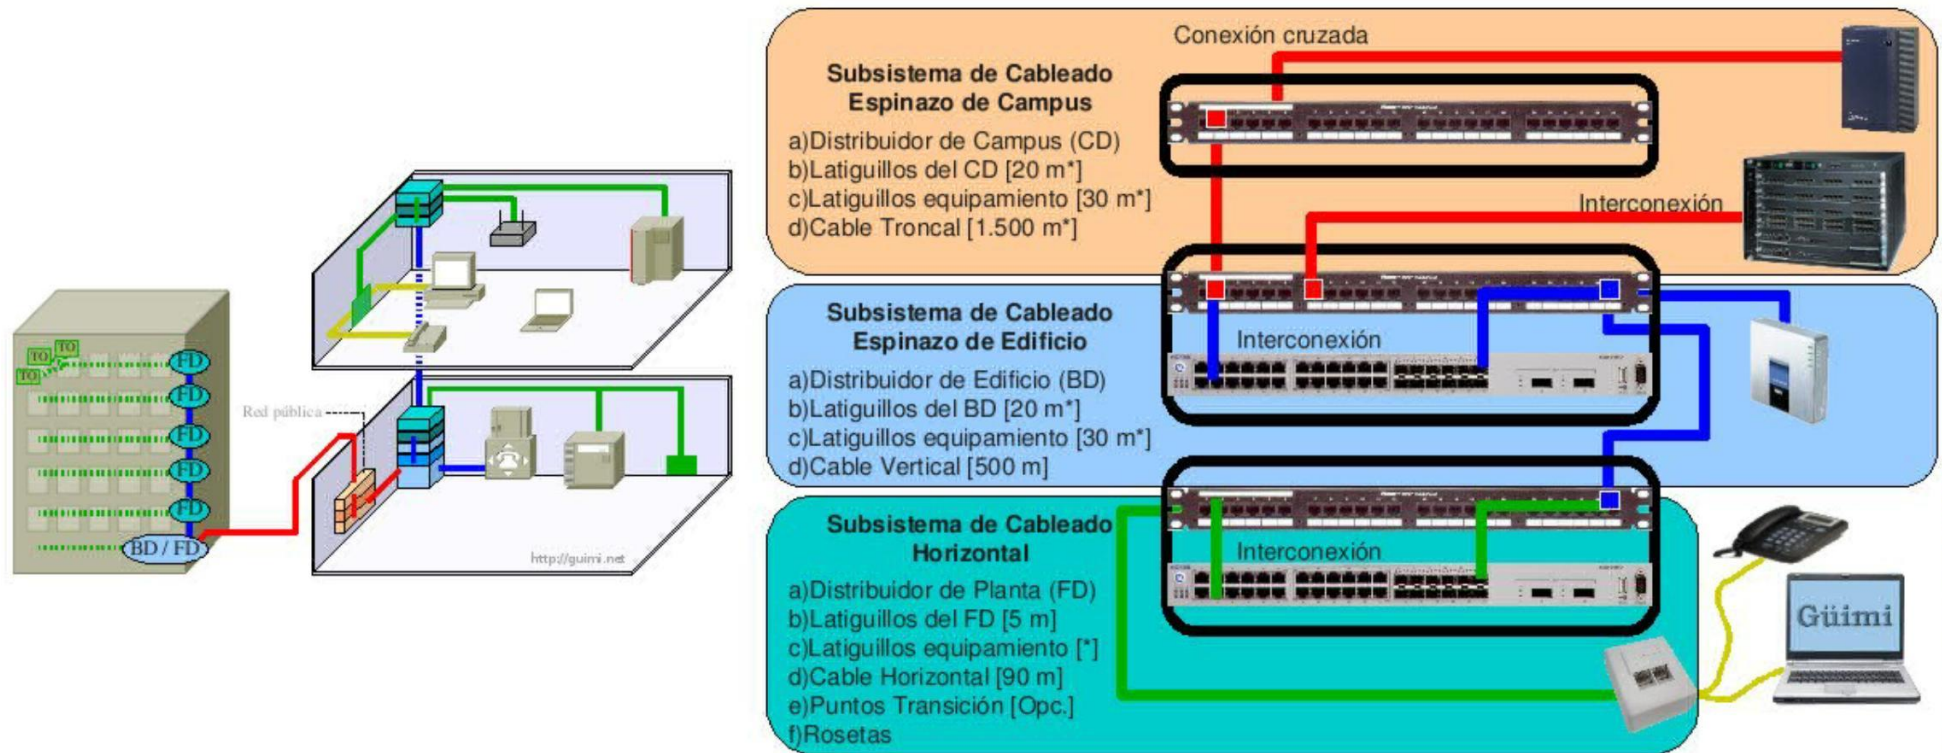 TO
TO
TO
FD
FD
FD
FD
FD
BD / FD
Red pública
http://guimi.net
Conexión cruzada
Subsistema de Cableado
Espinazo de Campus
a)Distribuidor de Campus (CD)
b)Latiguillos del CD [20 m*]
c)Latiguillos equipamiento [30 m*]
d)Cable Troncal [1.500 m*]
Interconexión
Subsistema de Cableado
Espinazo de Edificio
Interconexión
a)Distribuidor de Edificio (BD)
b)Latiguillos del BD [20 m*]
c)Latiguillos equipamiento [30 m*]
d)Cable Vertical [500 m]
Subsistema de Cableado
Horizontal
Interconexión
a)Distribuidor de Planta (FD)
b)Latiguillos del FD [5 m]
c)Latiguillos equipamiento [*]
d)Cable Horizontal [90 m]
e)Puntos Transición [Opc.]
f)Rosetas
Güimi